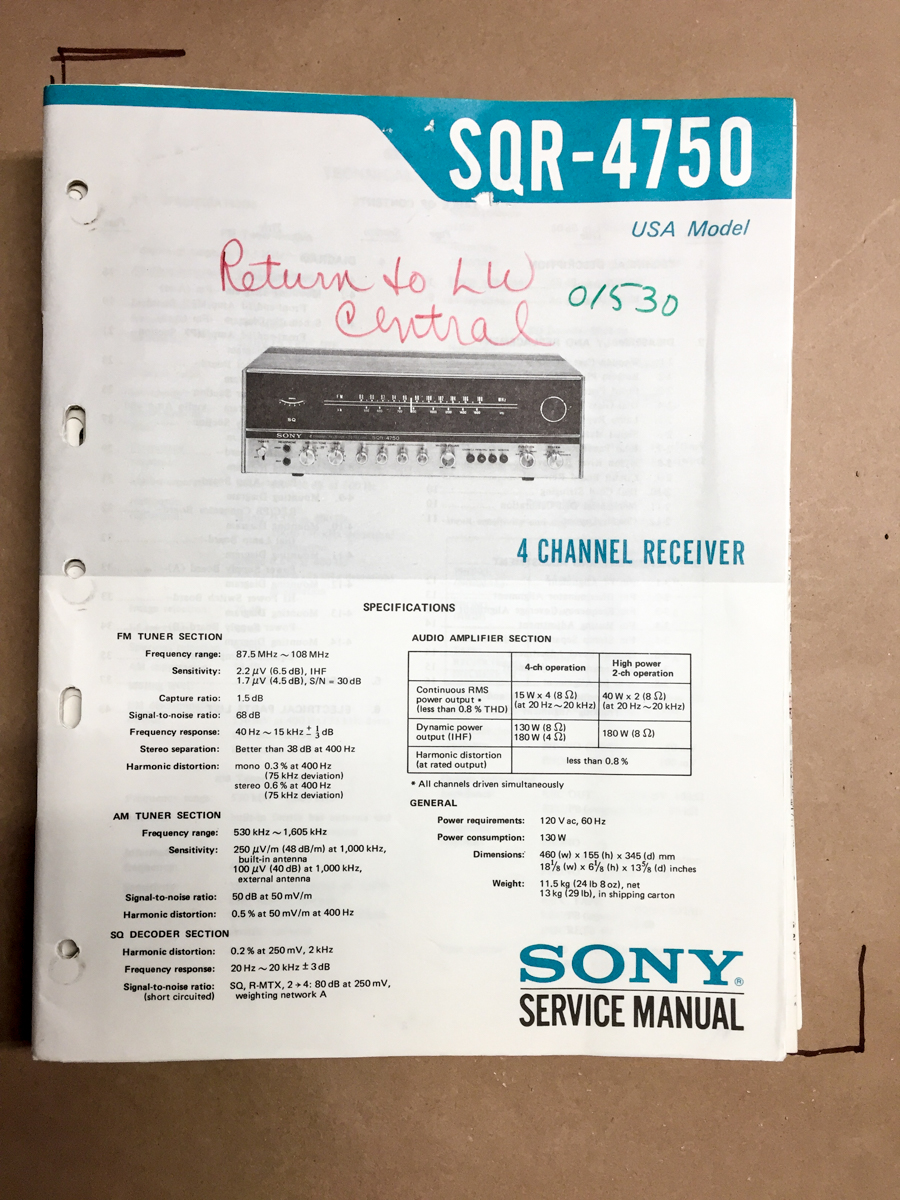 SQR-4750
USA Model
Return to LW
Central
01530
SONY SQR-4750
4 CHANNEL RECEIVER
SPECIFICATIONS
FM TUNER SECTION
Frequency range: 87.5 MHz ~ 108 MHz
Sensitivity: 2.2 μV (6.5 dB), IHF
1.7 μV (4.5 dB), S/N = 30 dB
Capture ratio: 1.5 dB
Signal-to-noise ratio: 68 dB
Frequency response: 40 Hz ~ 15 kHz + 1 - 3 dB
Stereo separation: Better than 38 dB at 400 Hz
Harmonic distortion: mono 0.3 % at 400 Hz
(75 kHz deviation)
stereo 0.6 % at 400 Hz
(75 kHz deviation)
AM TUNER SECTION
Frequency range: 530 kHz ~ 1,605 kHz
Sensitivity: 250 μV/m (48 dB/m) at 1,000 kHz,
built-in antenna
100 μV (40 dB) at 1,000 kHz,
external antenna
Signal-to-noise ratio: 50 dB at 50 mV/m
Harmonic distortion: 0.5 % at 50 mV/m at 400 Hz
SQ DECODER SECTION
Harmonic distortion: 0.2 % at 250 mV, 2 kHz
Frequency response: 20 Hz ~ 20 kHz ± 3 dB
Signal-to-noise ratio: SQ, R-MTX, 2 → 4: 80 dB at 250 mV,
(short circuited) weighting network A
AUDIO AMPLIFIER SECTION
4-ch operation High power
2-ch operation
Continuous RMS
power output * 15 W x 4 (8 Ω) 40 W x 2 (8 Ω)
(less than 0.8 % THD) (at 20 Hz ~ 20 kHz) (at 20 Hz ~ 20 kHz)
Dynamic power 130 W (8 Ω) 180 W (8 Ω)
output (IHF) 180 W (4 Ω)
Harmonic distortion less than 0.8 %
(at rated output)
* All channels driven simultaneously
GENERAL
Power requirements: 120 V ac, 60 Hz
Power consumption: 130 W
Dimensions: 460 (w) x 155 (h) x 345 (d) mm
18⅛ (w) x 6⅛ (h) x 13⅝ (d) inches
Weight: 11.5 kg (24 lb 8 oz), net
13 kg (29 lb), in shipping carton
SONY®
SERVICE MANUAL